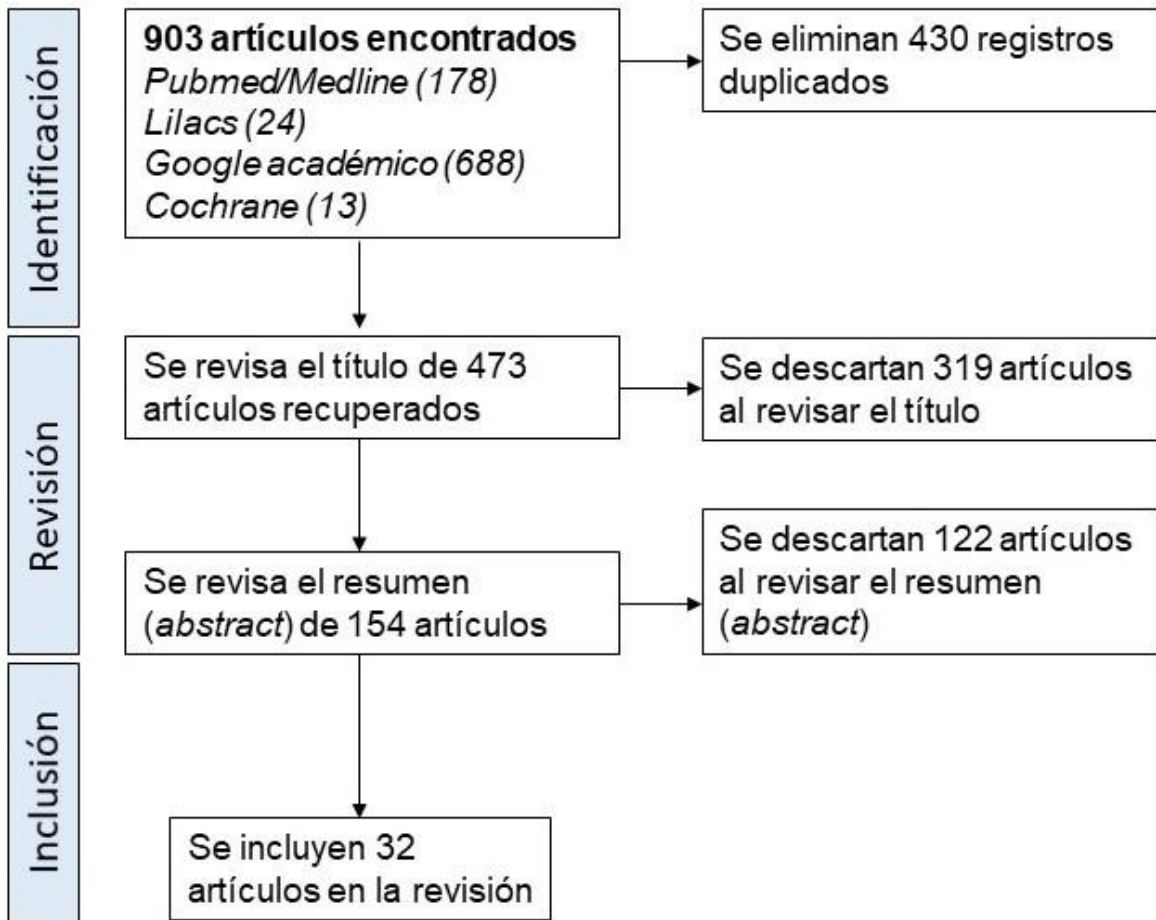 Identificación
903 artículos encontrados
Pubmed/Medline (178)
Lilacs (24)
Google académico (688)
Cochrane (13)
Se eliminan 430 registros
duplicados
Revisión
Se revisa el título de 473
artículos recuperados
Se descartan 319 artículos
al revisar el título
Se revisa el resumen
(abstract) de 154 artículos
Se descartan 122 artículos
al revisar el resumen
(abstract)
Inclusión
Se incluyen 32
artículos en la revisión